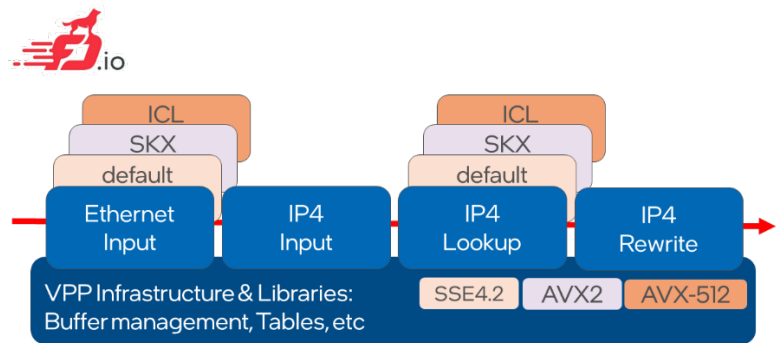 FD.io
ICL
SKX
default
ICL
SKX
default
Ethernet
Input
IP4
Input
IP4
Lookup
IP4
Rewrite
VPP Infrastructure & Libraries:
Buffer management, Tables, etc
SSE4.2
AVX2
AVX-512